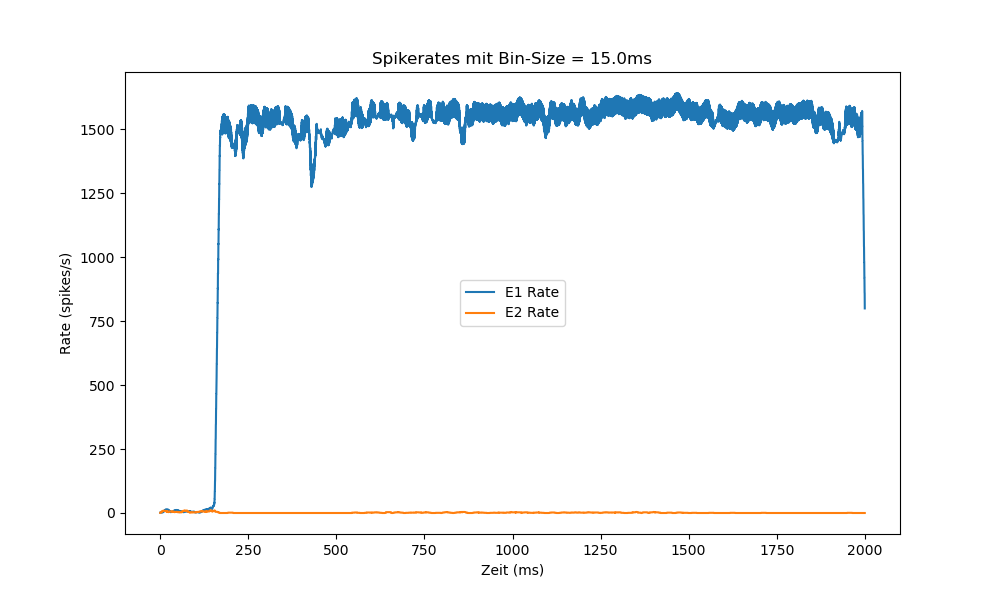 Spikerates mit Bin-Size = 15.0ms
Rate (spikes/s)
1500
1250
1000
750
500
250
0
E1 Rate
E2 Rate
0 250 500 750 1000 1250 1500 1750 2000
Zeit (ms)